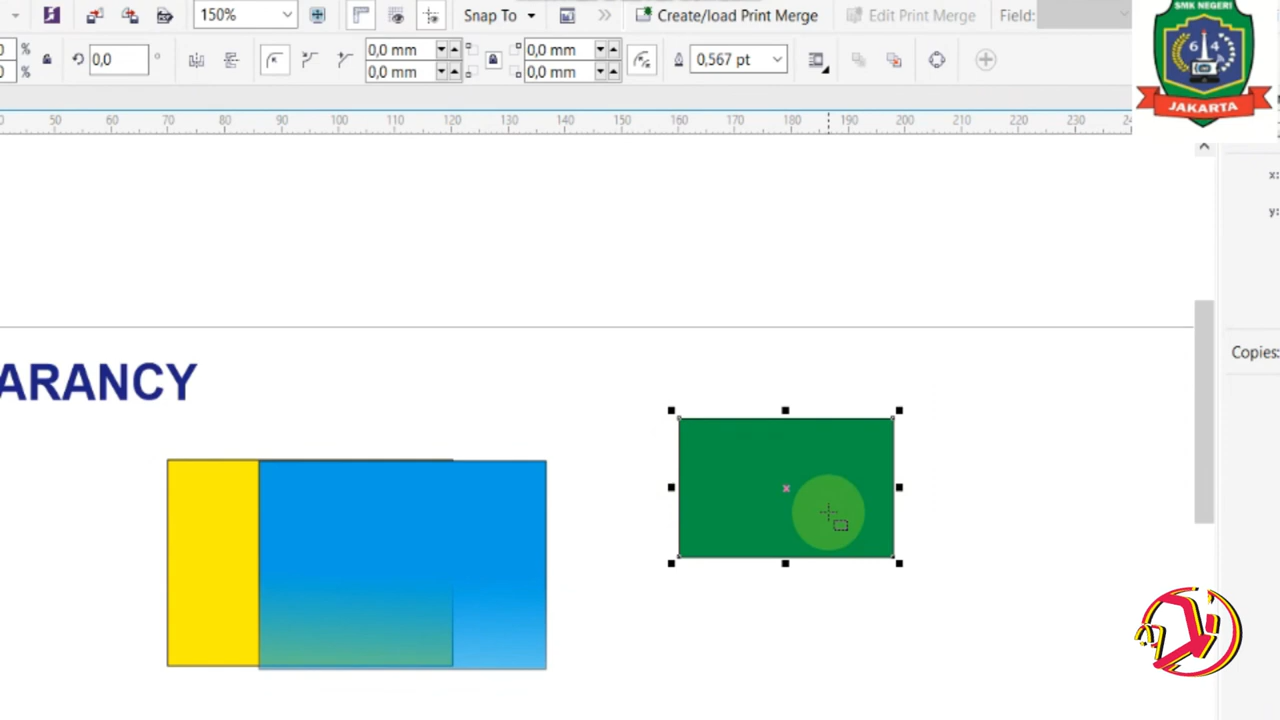 150%
Snap To
Create/load Print Merge
Edit Print Merge
Field:
% 0,0 ° 0,0 mm 0,0 mm 0,567 pt
% 0,0 mm 0,0 mm
50 60 70 80 90 100 110 120 130 140 150 160 170 180 190 200 210 220 230
SMK NEGERI
6 4
JAKARTA
x:
y:
Copies:
ARANCY